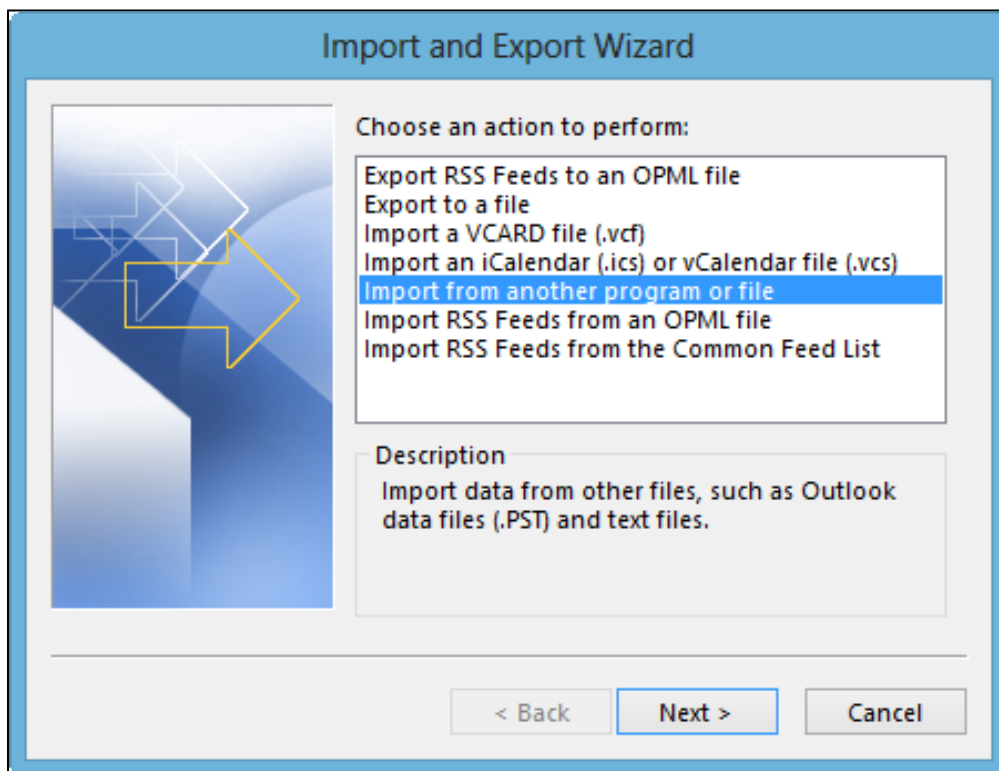 Import and Export Wizard
Choose an action to perform:
Export RSS Feeds to an OPML file
Export to a file
Import a VCARD file (.vcf)
Import an iCalendar (.ics) or vCalendar file (.vcs)
Import from another program or file
Import RSS Feeds from an OPML file
Import RSS Feeds from the Common Feed List
Description
Import data from other files, such as Outlook
data files (.PST) and text files.
< Back
Next >
Cancel